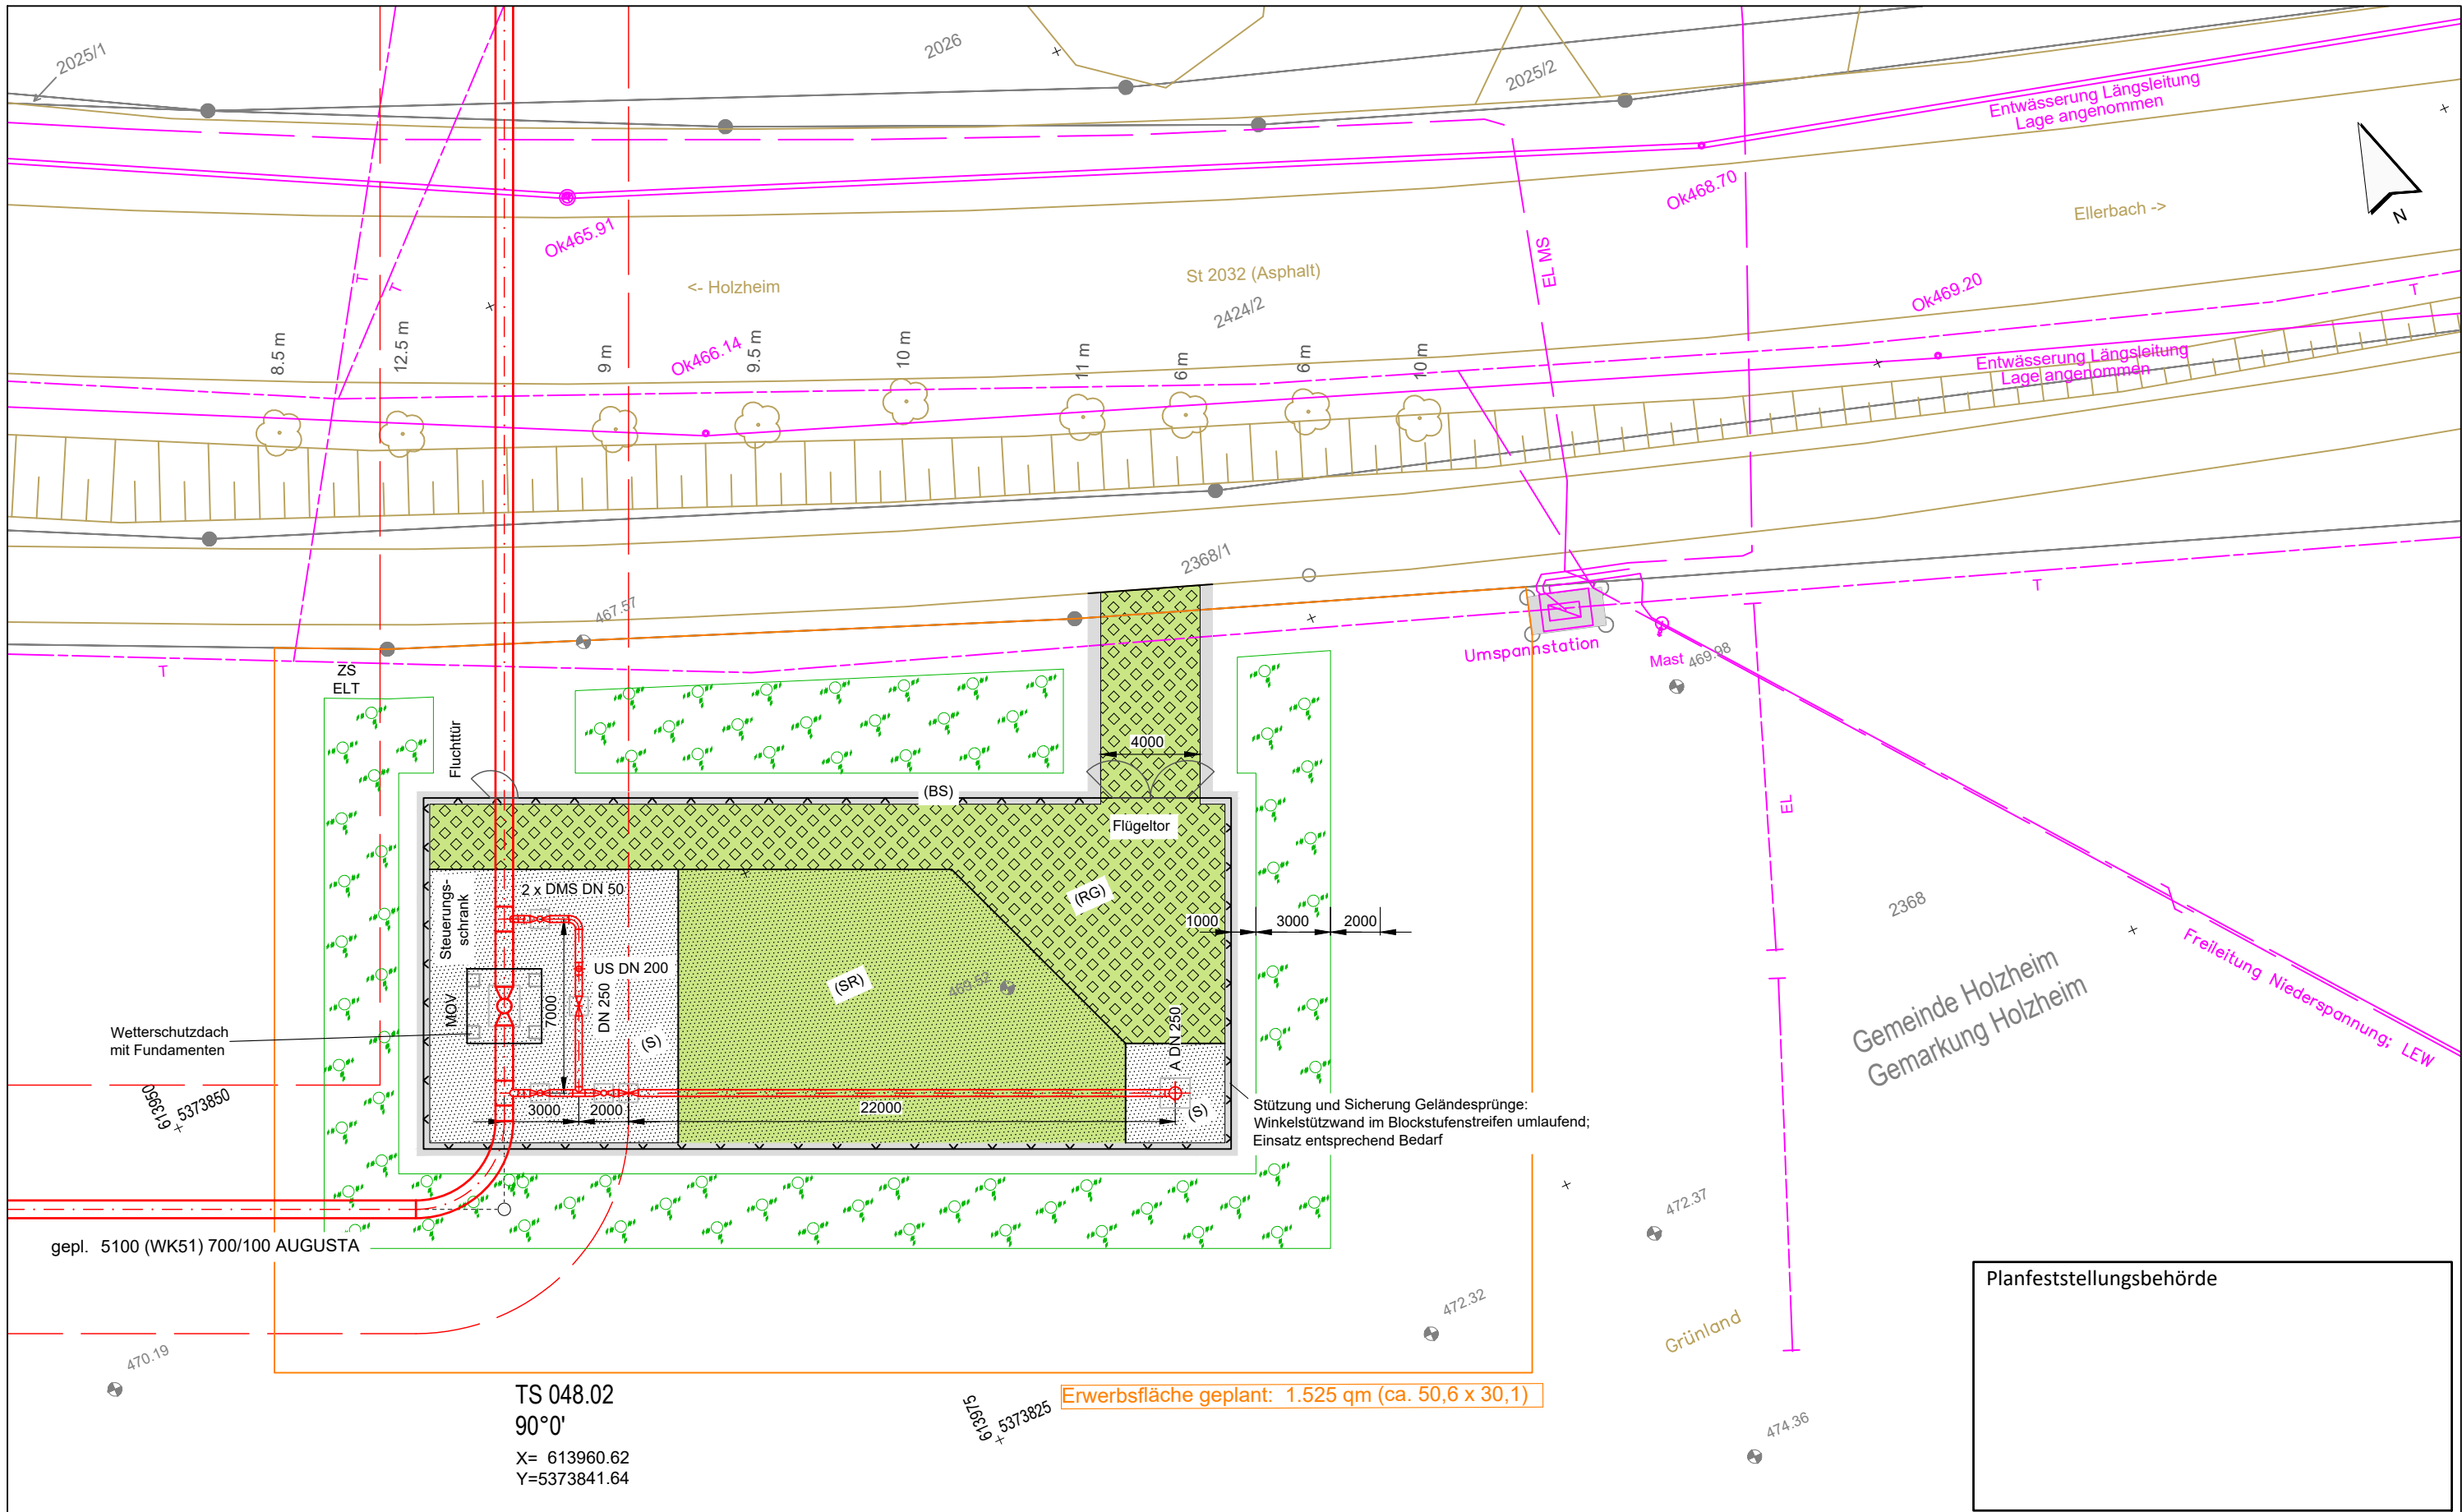 2025/1
2026
2025/2
Entwässerung Längsleitung
Lage angenommen
Ok468.70
N
Ellerbach ->
Ok465.91
EL MS
T
T
<- Holzheim
St 2032 (Asphalt)
2424/2
Ok469.20
T
8.5 m
12.5 m
9 m
Ok466.14
9.5 m
10 m
11 m
6 m
6 m
10 m
Entwässerung Längsleitung
Lage angenommen
2368/1
467.57
T
T
ZS
ELT
Umspannstation
Mast
469.98
Fluchttür
4000
(BS)
Flügeltor
EL
Steuerungs-
schrank
2 x DMS DN 50
(RG)
1000
3000
2000
2368
US DN 200
(SR)
469.52
MOV
7000
DN 250
(S)
A DN 250
Gemeinde Holzheim
Gemarkung Holzheim
Freileitung Niederspannung; LEW
Wetterschutzdach
mit Fundamenten
613950
5373850
3000
2000
22000
(S)
Stützung und Sicherung Geländesprünge:
Winkelstützwand im Blockstufenstreifen umlaufend;
Einsatz entsprechend Bedarf
472.37
gepl. 5100 (WK51) 700/100 AUGUSTA
Planfeststellungsbehörde
472.32
Grünland
470.19
TS 048.02
90°0'
X= 613960.62
Y=5373841.64
613975
5373825
Erwerbsfläche geplant: 1.525 qm (ca. 50,6 x 30,1)
474.36